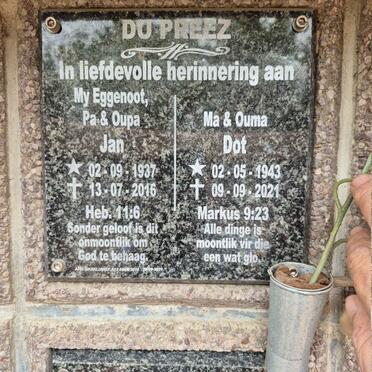 DU PREEZ
In liefdevolle herinnering aan
My Eggenoot,
Pa & Oupa
Jan
02-09-1937
13-07-2016
Heb. 11:6
Sonder geloof is dit
onmoontlik om
God te behaag.
Ma & Ouma
Dot
02-05-1943
09-09-2021
Markus 9:23
Alle dinge is
moontlik vir die
een wat glo.